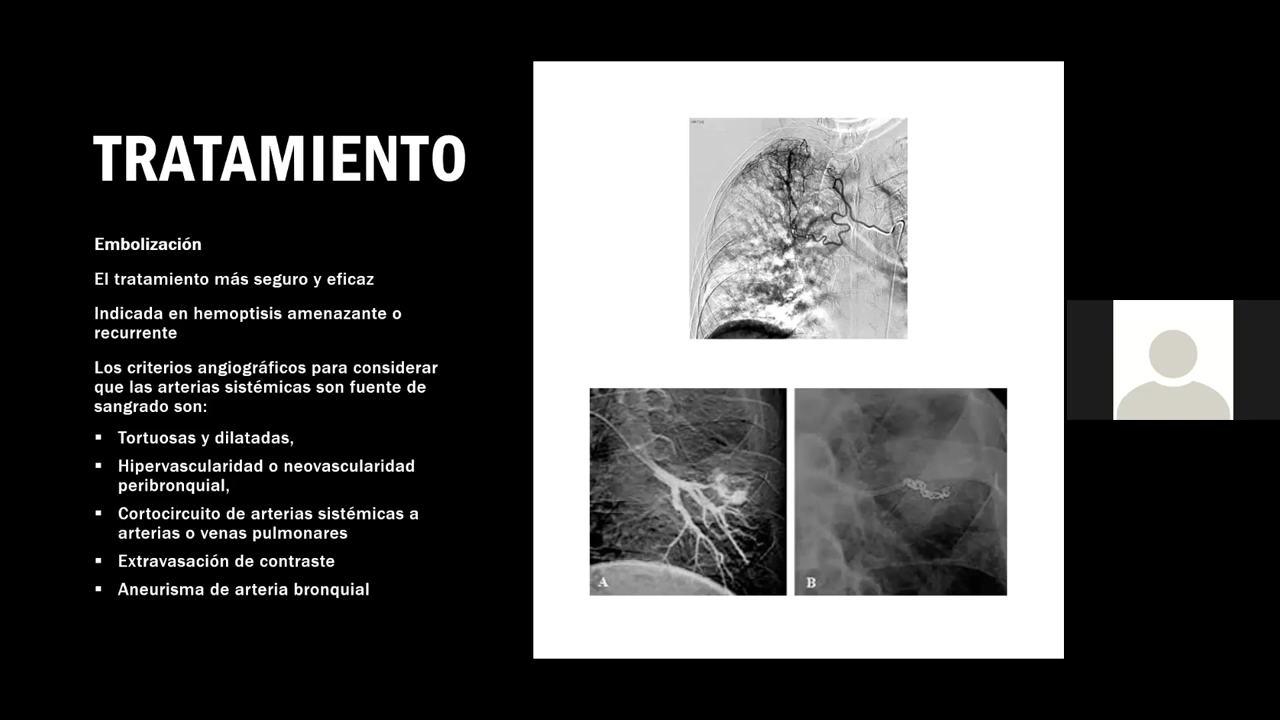 TRATAMIENTO
Embolización
El tratamiento más seguro y eficaz
Indicada en hemoptisis amenazante o
recurrente
Los criterios angiográficos para considerar
que las arterias sistémicas son fuente de
sangrado son:
▪ Tortuosas y dilatadas,
▪ Hipervascularidad o neovascularidad
peribronquial,
▪ Cortocircuito de arterias sistémicas a
arterias o venas pulmonares
▪ Extravasación de contraste
▪ Aneurisma de arteria bronquial
A
B